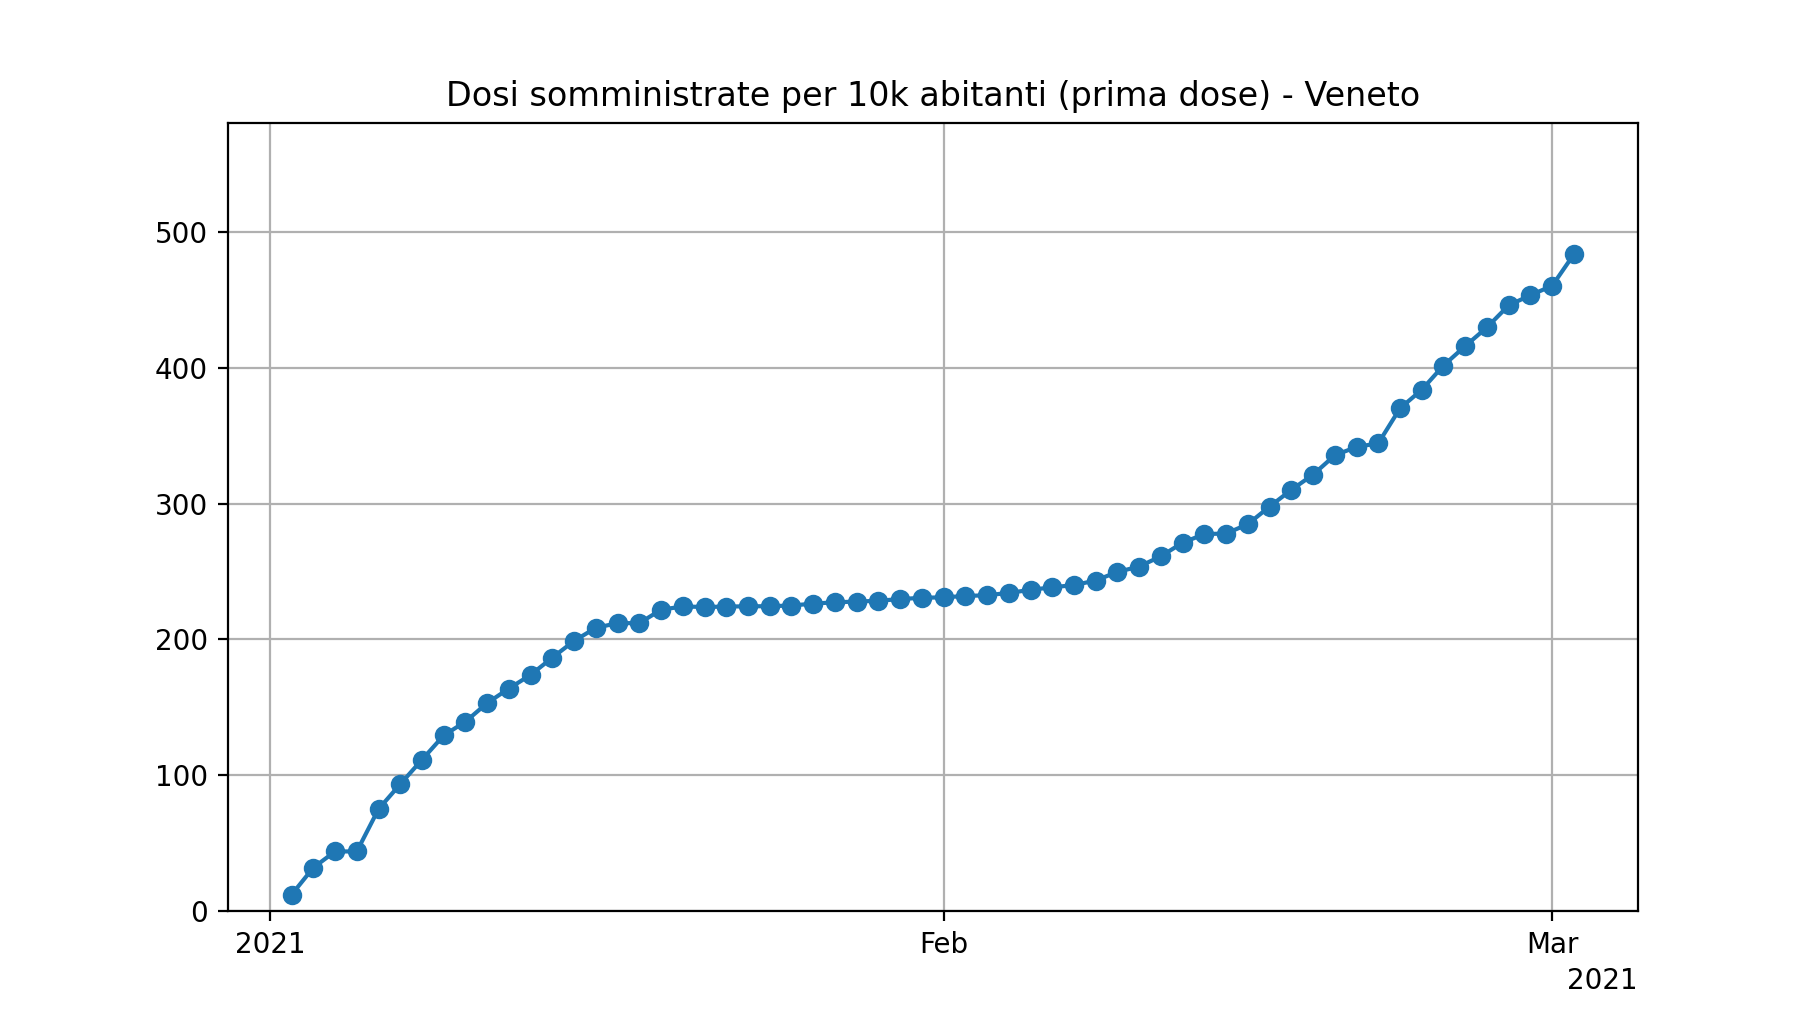 Dosi somministrate per 10k abitanti (prima dose) - Veneto
500
400
300
200
100
0
2021
Feb
Mar
2021